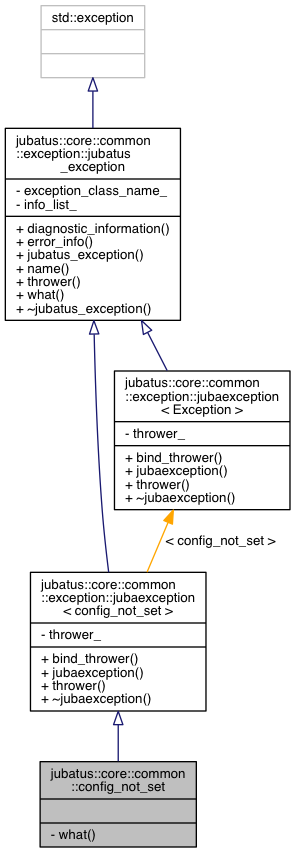 std::exception
jubatus::core::common
::exception::jubatus
_exception
- exception_class_name_
- info_list_
+ diagnostic_information()
+ error_info()
+ jubatus_exception()
+ name()
+ thrower()
+ what()
+ ~jubatus_exception()
jubatus::core::common
::exception::jubaexception
< Exception >
- thrower_
+ bind_thrower()
+ jubaexception()
+ thrower()
+ ~jubaexception()
< config_not_set >
jubatus::core::common
::exception::jubaexception
< config_not_set >
- thrower_
+ bind_thrower()
+ jubaexception()
+ thrower()
+ ~jubaexception()
jubatus::core::common
::config_not_set
- what()